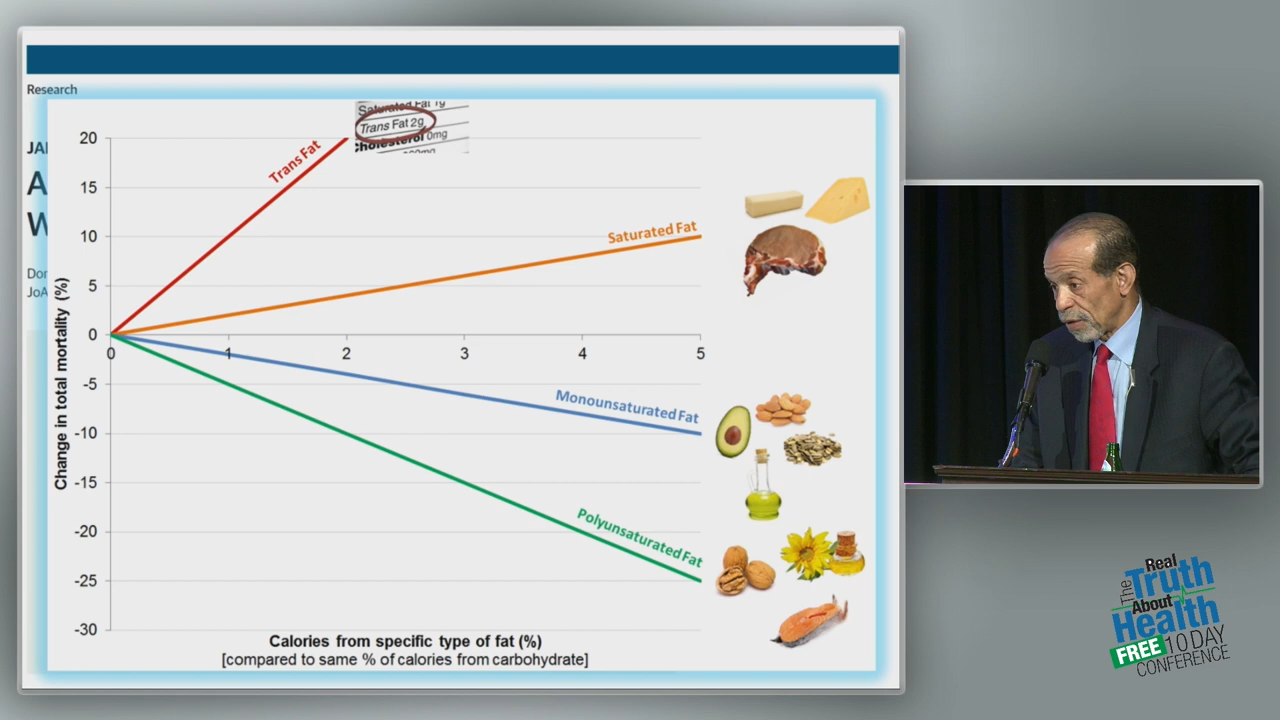 Research
JA
A
W
Don
JoA
Saturated Fat 1g
Trans Fat 2g
Cholesterol 0mg
Change in total mortality (%)
20
15
10
5
0
-5
-10
-15
-20
-25
-30
0 1 2 3 4 5
Trans Fat
Saturated Fat
Monounsaturated Fat
Polyunsaturated Fat
Calories from specific type of fat (%)
[compared to same % of calories from carbohydrate]
The Real
Truth
About
Health
FREE 10 DAY
CONFERENCE